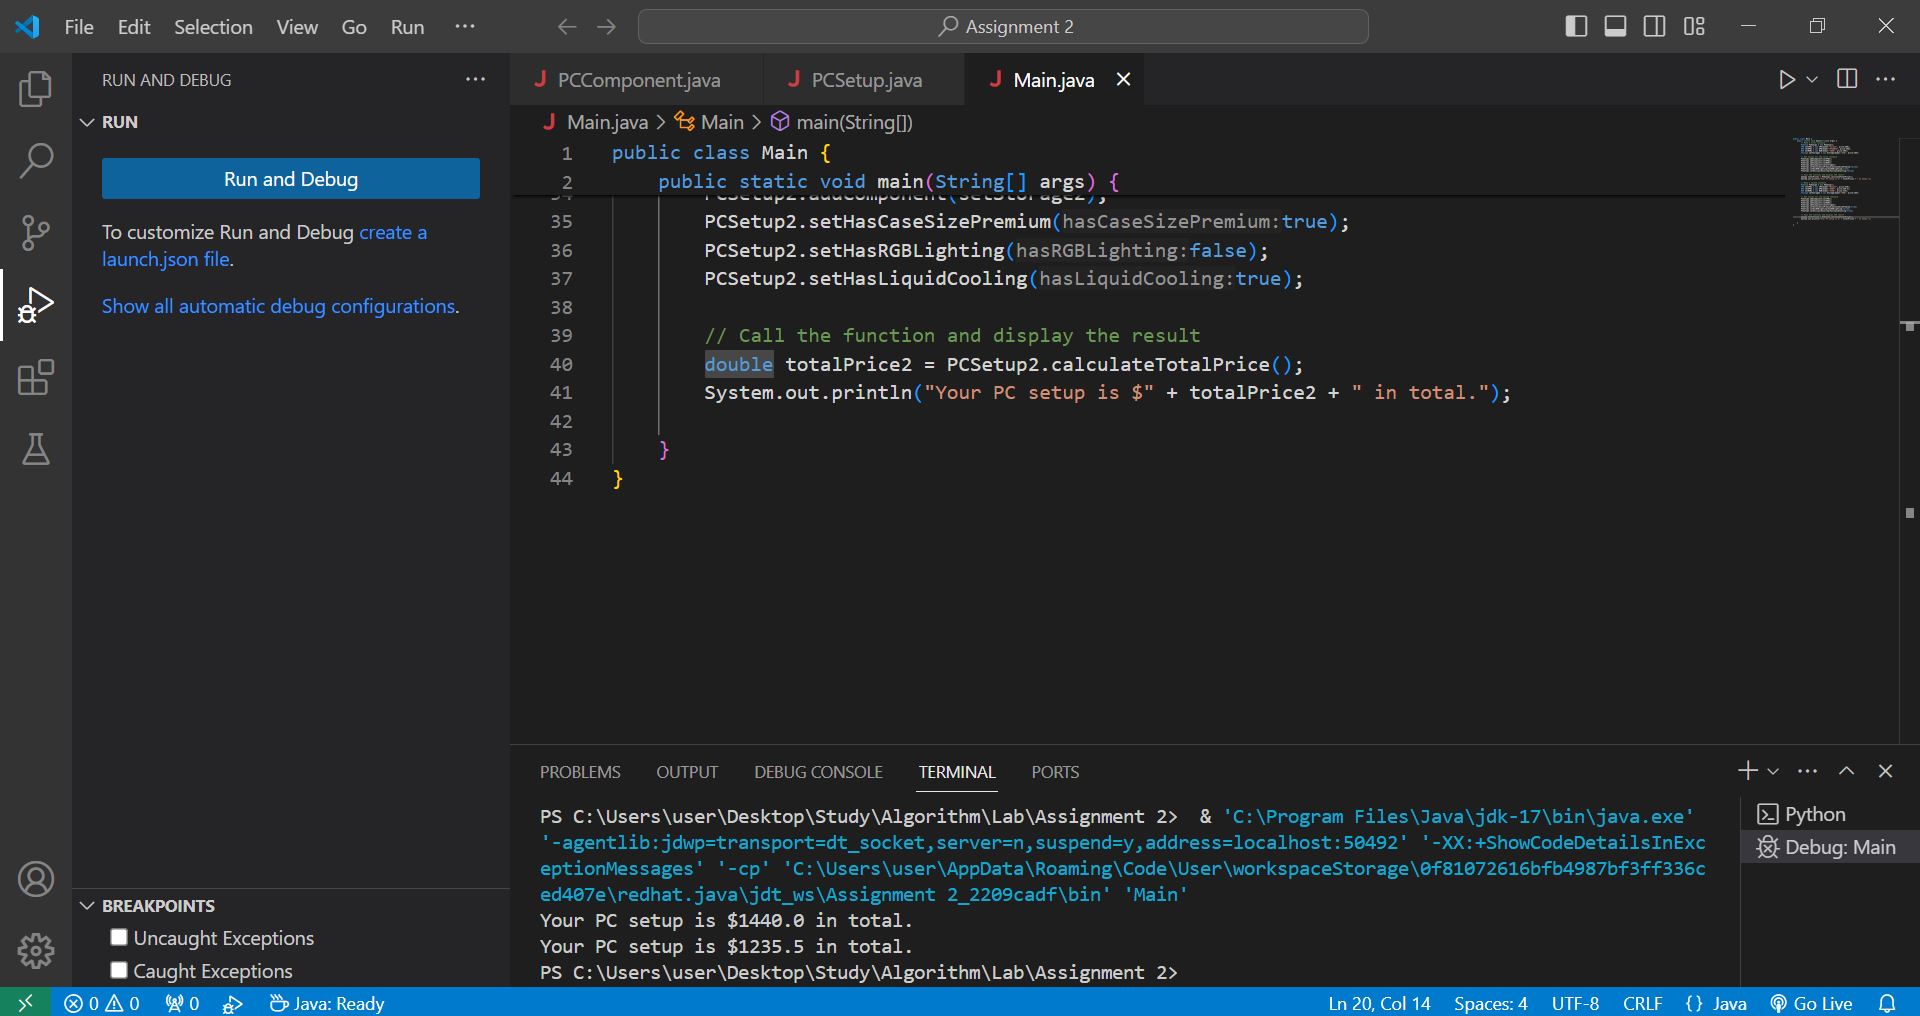 File Edit Selection View Go Run ··· Assignment 2
RUN AND DEBUG
RUN
Run and Debug
To customize Run and Debug create a
launch.json file.
Show all automatic debug configurations.
BREAKPOINTS
Uncaught Exceptions
Caught Exceptions
PCComponent.java PCSetup.java Main.java
Main.java > Main > main(String[])
1 public class Main {
2 public static void main(String[] args) {
34 PCSetup2.addComponent(setStorage2);
35 PCSetup2.setHasCaseSizePremium(hasCaseSizePremium:true);
36 PCSetup2.setHasRGBLighting(hasRGBLighting:false);
37 PCSetup2.setHasLiquidCooling(hasLiquidCooling:true);
38
39 // Call the function and display the result
40 double totalPrice2 = PCSetup2.calculateTotalPrice();
41 System.out.println("Your PC setup is $" + totalPrice2 + " in total.");
42
43 }
44 }
PROBLEMS OUTPUT DEBUG CONSOLE TERMINAL PORTS
PS C:\Users\user\Desktop\Study\Algorithm\Lab\Assignment 2> & 'C:\Program Files\Java\jdk-17\bin\java.exe'
'-agentlib:jdwp=transport=dt_socket,server=n,suspend=y,address=localhost:50492' '-XX:+ShowCodeDetailsInExc
eptionMessages' '-cp' 'C:\Users\user\AppData\Roaming\Code\User\workspaceStorage\0f81072616bfb4987bf3ff336c
ed407e\redhat.java\jdt_ws\Assignment 2_2209cadf\bin' 'Main'
Your PC setup is $1440.0 in total.
Your PC setup is $1235.5 in total.
PS C:\Users\user\Desktop\Study\Algorithm\Lab\Assignment 2>
Python
Debug: Main
0 0 0 Java: Ready Ln 20, Col 14 Spaces: 4 UTF-8 CRLF {} Java Go Live